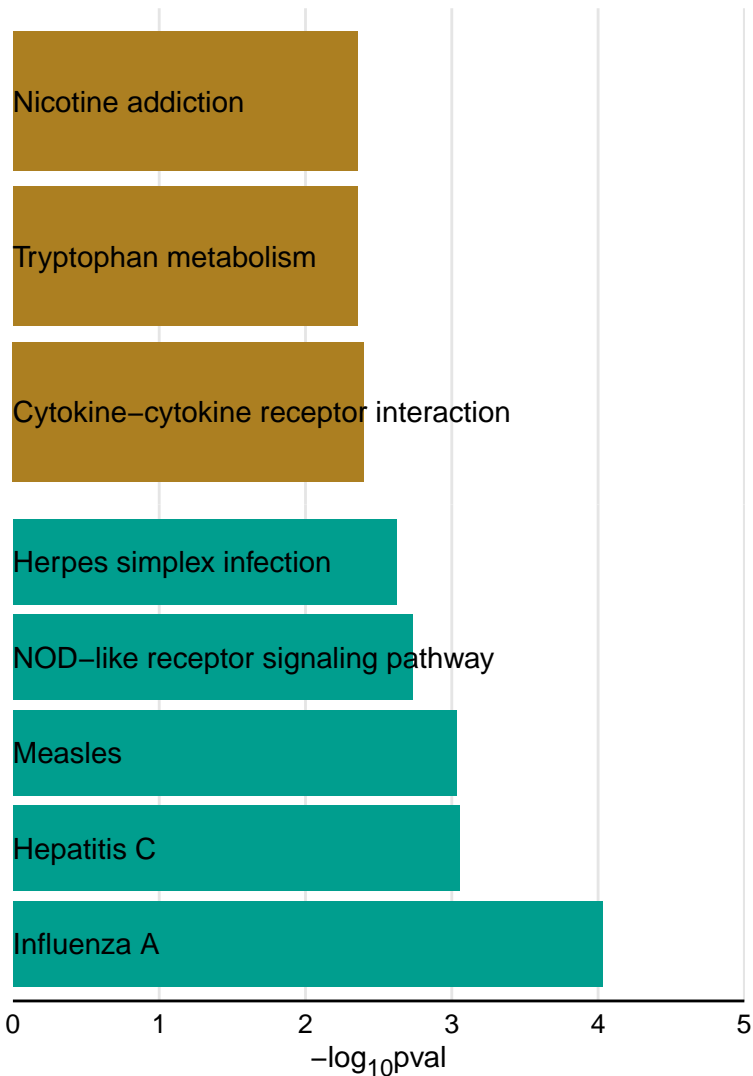 Nicotine addiction
Tryptophan metabolism
Cytokine−cytokine receptor interaction
Herpes simplex infection
NOD−like receptor signaling pathway
Measles
Hepatitis C
Influenza A
0 1 2 3 4 5
−log₁₀pval